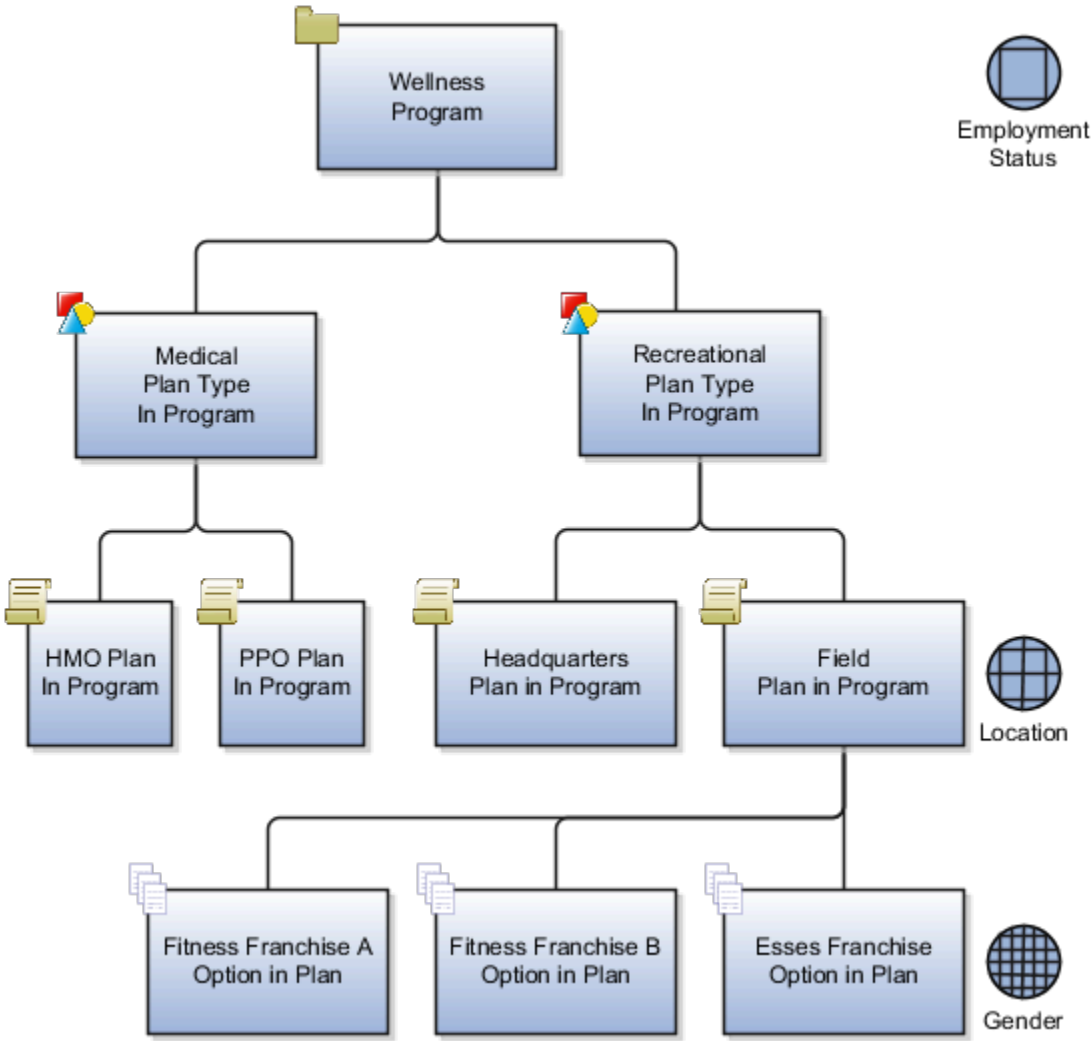 Wellness
Program
Employment
Status
Medical
Plan Type
In Program
Recreational
Plan Type
In Program
HMO Plan
In Program
PPO Plan
In Program
Headquarters
Plan in Program
Field
Plan in Program
Location
Fitness Franchise A
Option in Plan
Fitness Franchise B
Option in Plan
Esses Franchise
Option in Plan
Gender